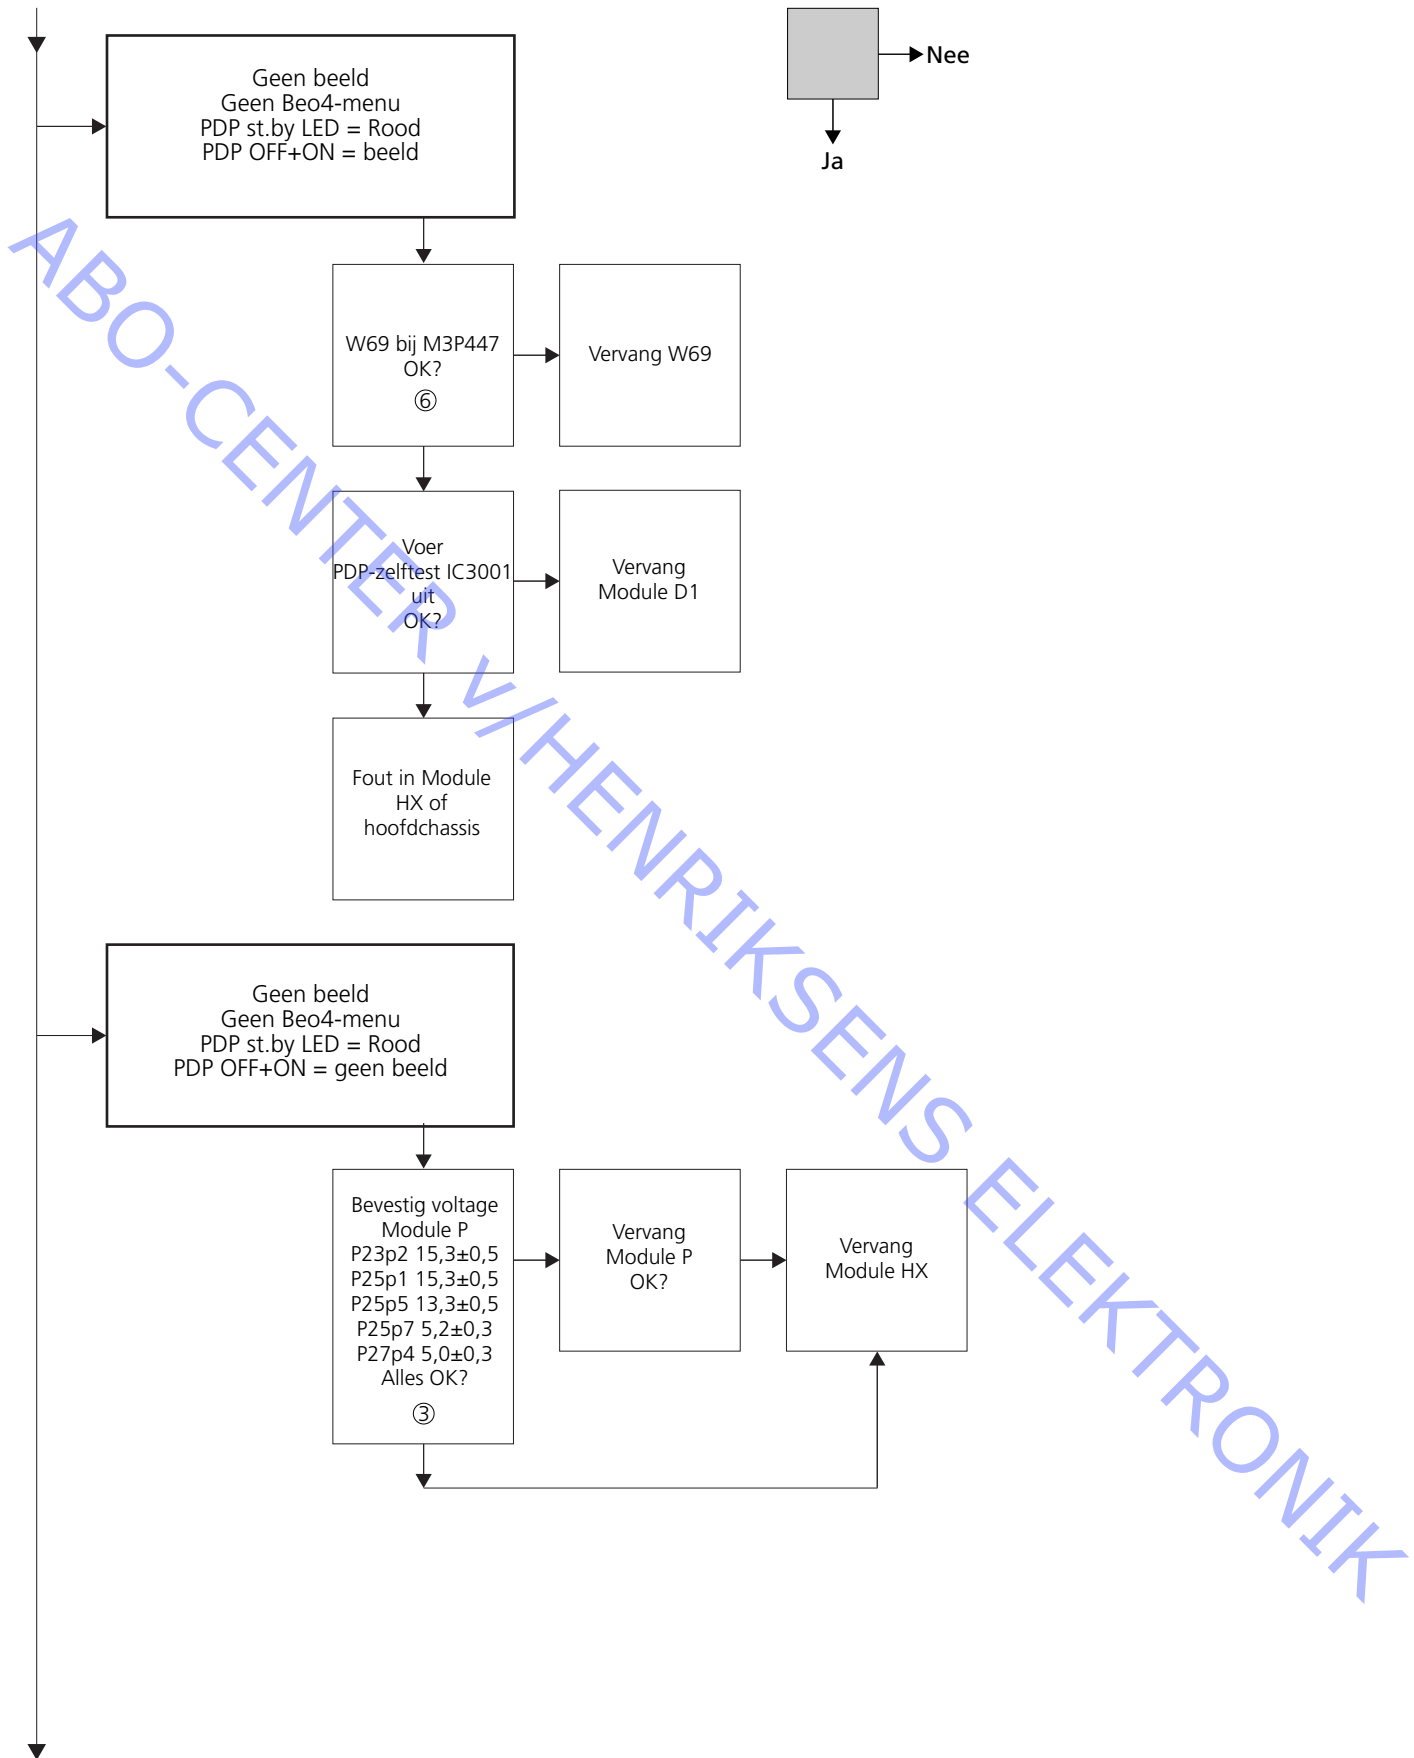 Nee
Ja
Geen beeld
Geen Beo4-menu
PDP st.by LED = Rood
PDP OFF+ON = beeld
W69 bij M3P447
OK?
⑥
Vervang W69
Voer
PDP-zelftest IC3001
uit
OK?
Vervang
Module D1
Fout in Module
HX of
hoofdchassis
Geen beeld
Geen Beo4-menu
PDP st.by LED = Rood
PDP OFF+ON = geen beeld
Bevestig voltage
Module P
P23p2 15,3±0,5
P25p1 15,3±0,5
P25p5 13,3±0,5
P25p7 5,2±0,3
P27p4 5,0±0,3
Alles OK?
③
Vervang
Module P
OK?
Vervang
Module HX
ABO-CENTER v/HENRIKSENS ELEKTRONIK